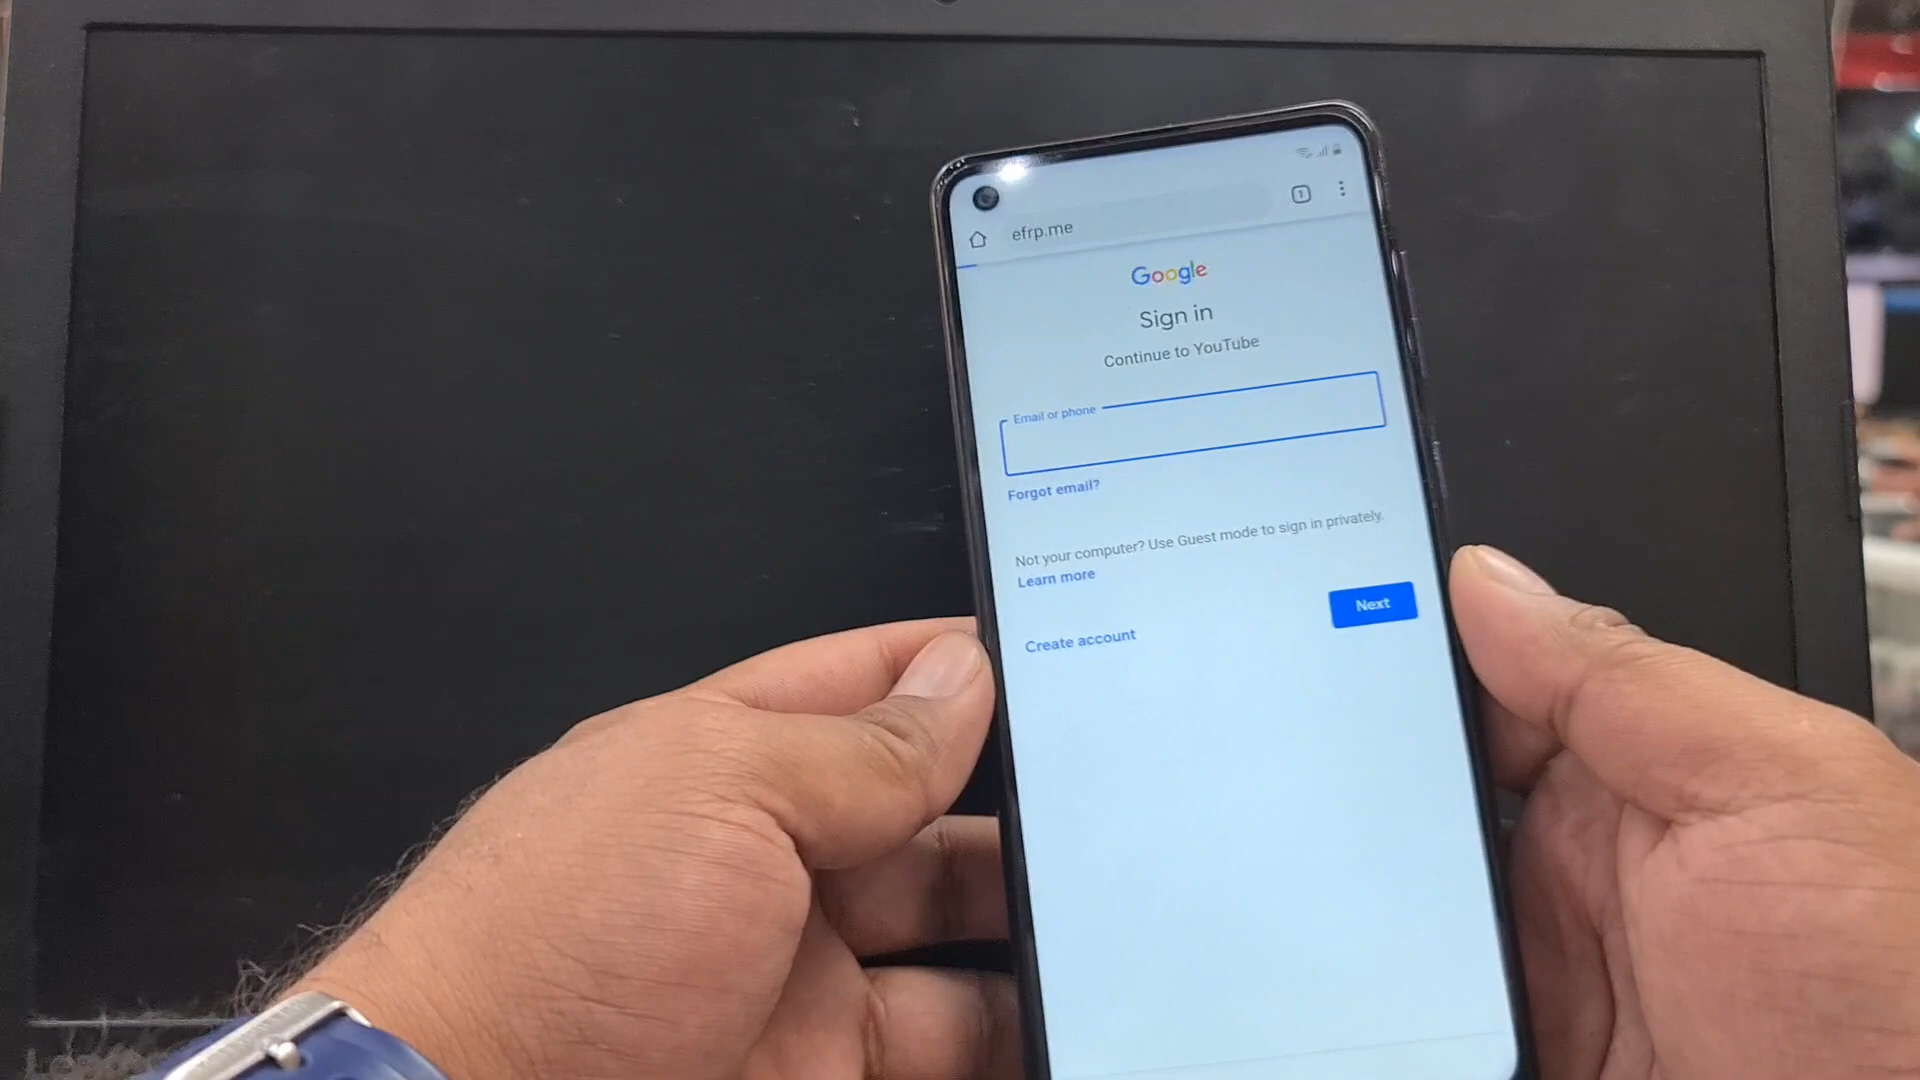 1
efrp.me
Google
Sign in
Continue to YouTube
Email or phone
Forgot email?
Not your computer? Use Guest mode to sign in privately.
Learn more
Next
Create account